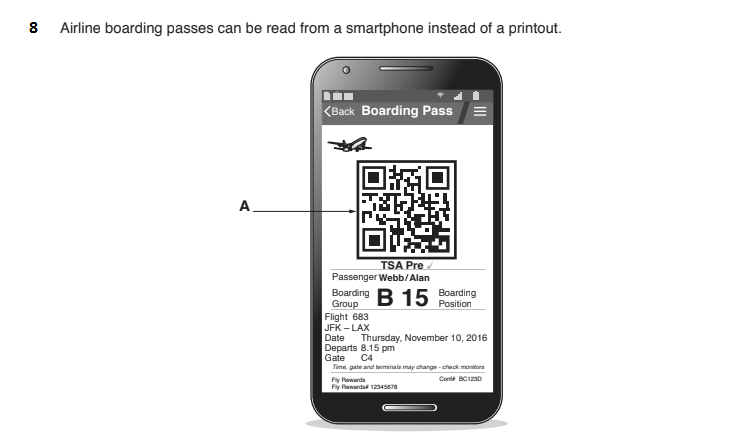 8 Airline boarding passes can be read from a smartphone instead of a printout.
Back Boarding Pass
A
TSA Pre ✓
Passenger Webb/Alan
Boarding Group B 15 Boarding Position
Flight 683
JFK – LAX
Date Thursday, November 10, 2016
Departs 8.15 pm
Gate C4
Time, gate and terminals may change - check monitors
Fly Rewards Conf# BC123D
Fly Rewards# 12345678